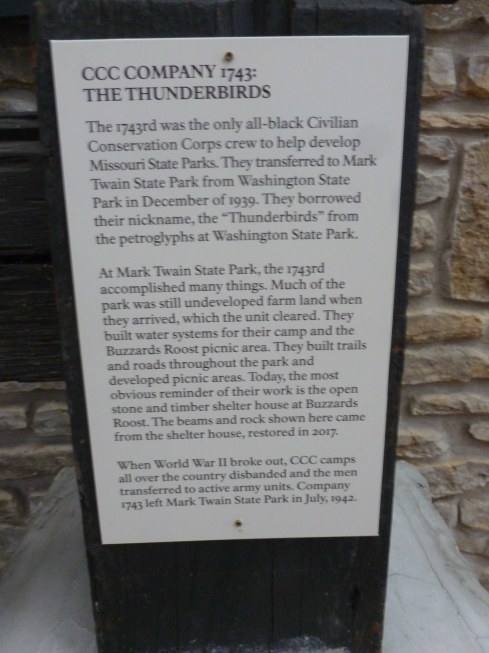 CCC COMPANY 1743:
THE THUNDERBIRDS
The 1743rd was the only all-black Civilian
Conservation Corps crew to help develop
Missouri State Parks. They transferred to Mark
Twain State Park from Washington State
Park in December of 1939. They borrowed
their nickname, the "Thunderbirds" from
the petroglyphs at Washington State Park.
At Mark Twain State Park, the 1743rd
accomplished many things. Much of the
park was still undeveloped farm land when
they arrived, which the unit cleared. They
built water systems for their camp and the
Buzzards Roost picnic area. They built trails
and roads throughout the park and
developed picnic areas. Today, the most
obvious reminder of their work is the open
stone and timber shelter house at Buzzards
Roost. The beams and rock shown here came
from the shelter house, restored in 2017.
When World War II broke out, CCC camps
all over the country disbanded and the men
transferred to active army units. Company
1743 left Mark Twain State Park in July, 1942.